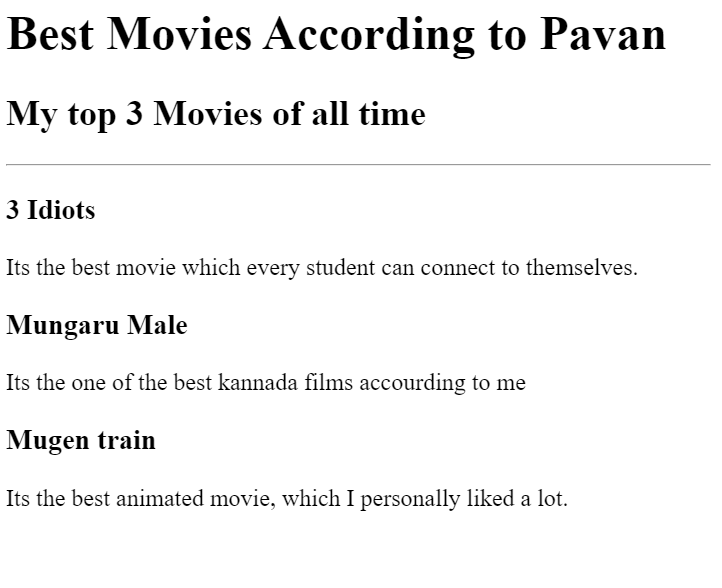 Best Movies According to Pavan
My top 3 Movies of all time
3 Idiots
Its the best movie which every student can connect to themselves.
Mungaru Male
Its the one of the best kannada films accourding to me
Mugen train
Its the best animated movie, which I personally liked a lot.